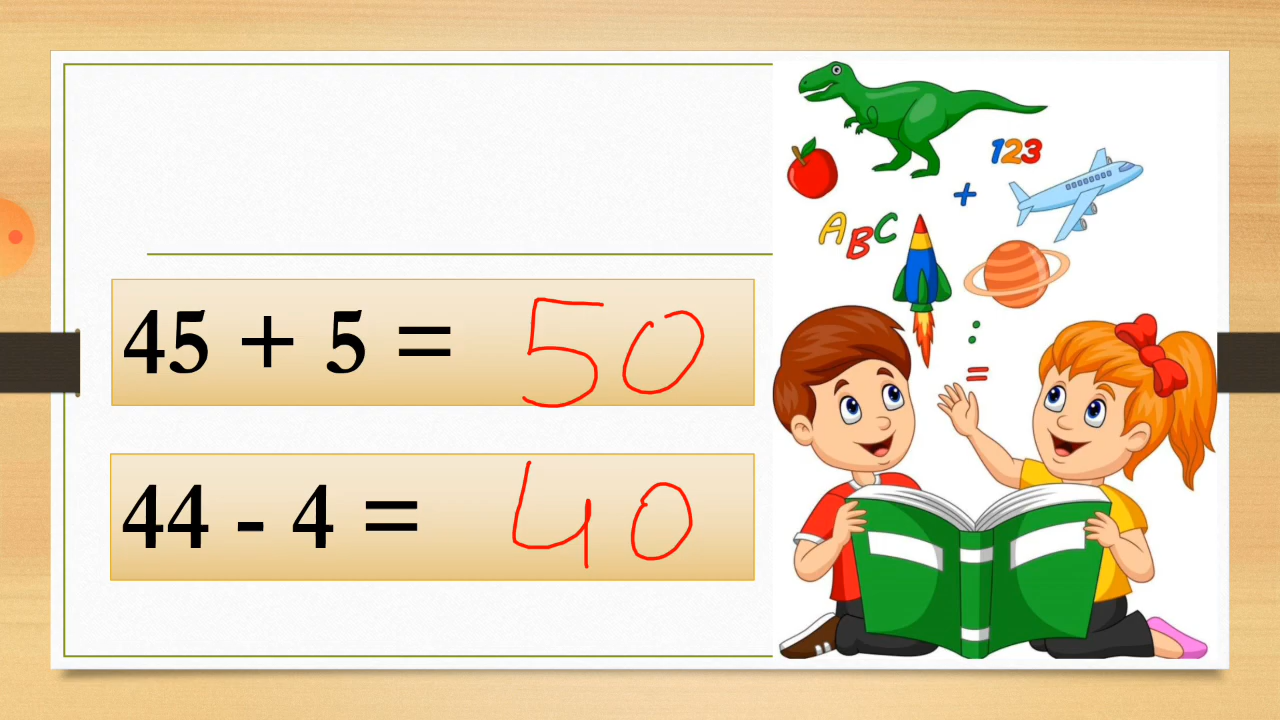 123
+
ABC
:
=
45 + 5 = 50
44 - 4 = 40